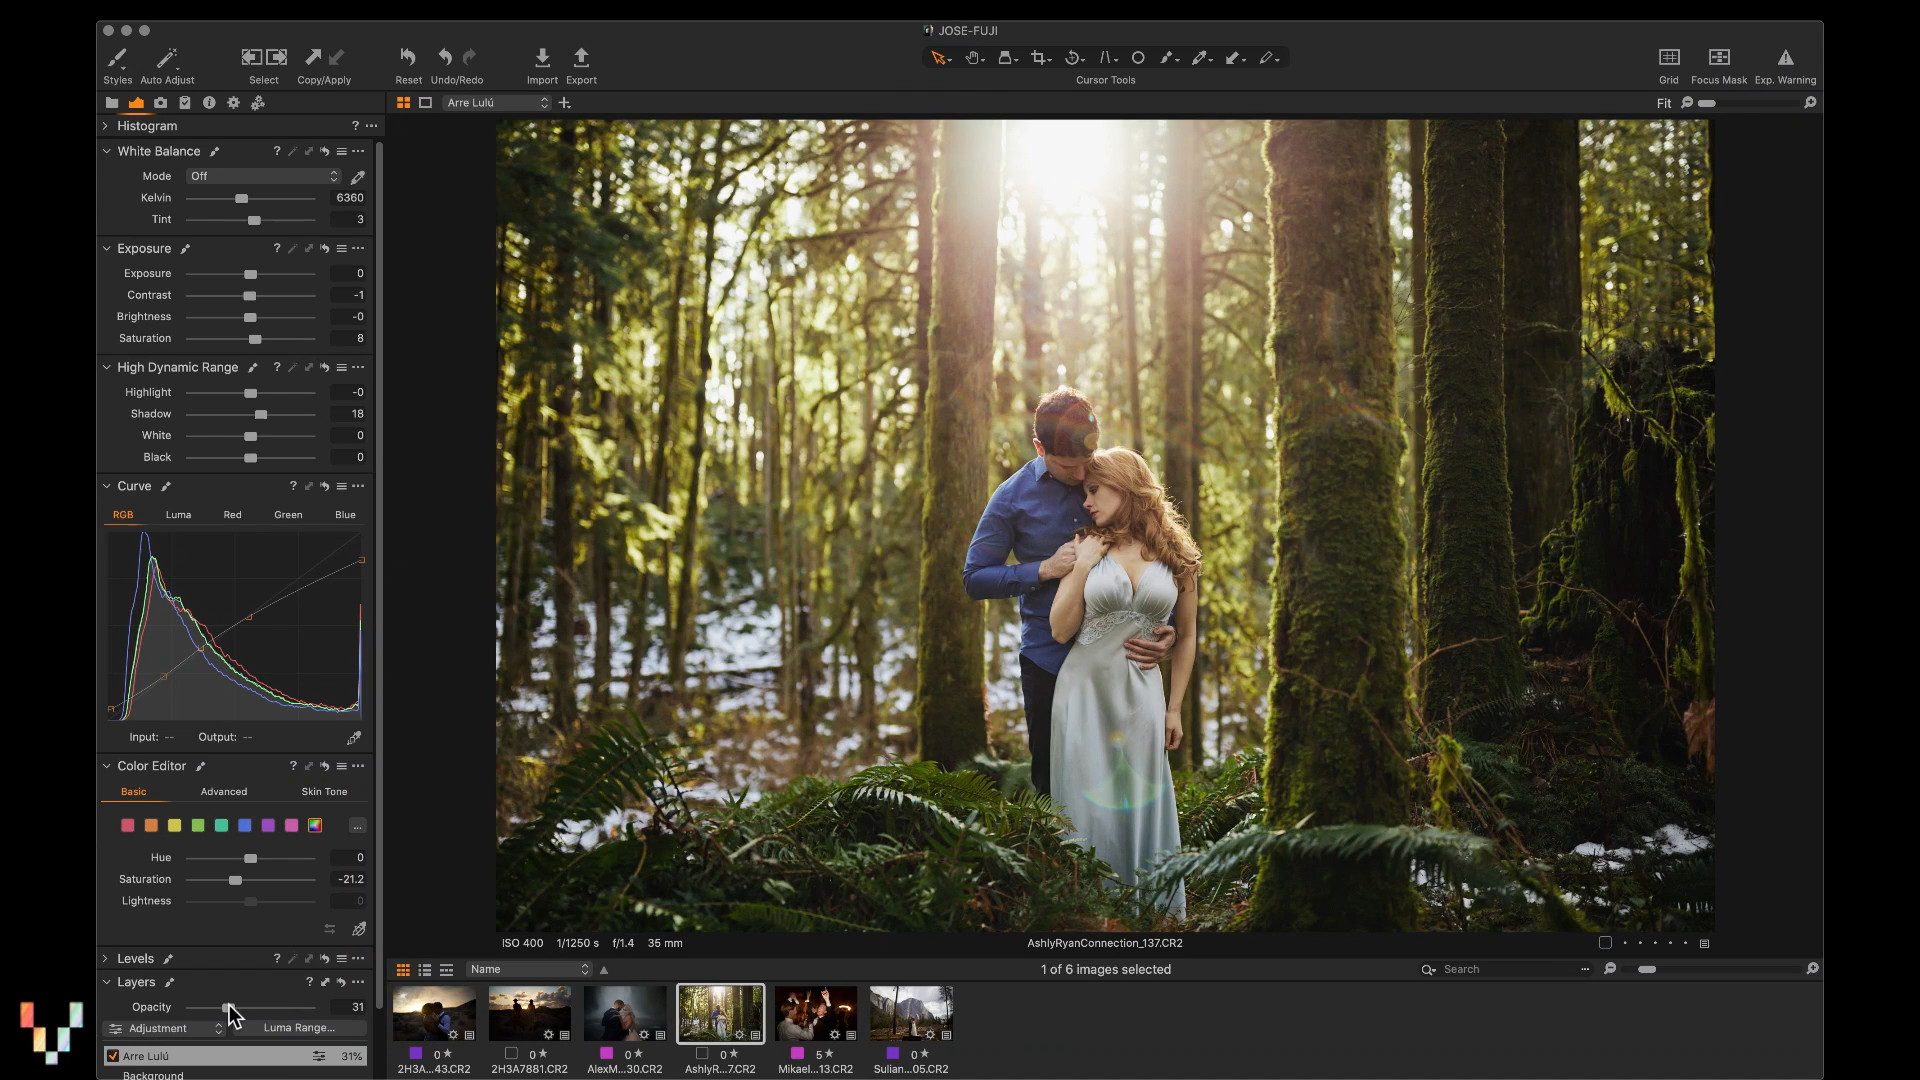 JOSE-FUJI
Styles Auto Adjust Select Copy/Apply Reset Undo/Redo Import Export Cursor Tools Grid Focus Mask Exp. Warning
Arre Lulú Fit
Histogram ? ...
White Balance ?
Mode Off
Kelvin 6360
Tint 3
Exposure ?
Exposure 0
Contrast -1
Brightness -0
Saturation 8
High Dynamic Range ?
Highlight -0
Shadow 18
White 0
Black 0
Curve ?
RGB Luma Red Green Blue
Input: -- Output: --
Color Editor ?
Basic Advanced Skin Tone
...
Hue 0
Saturation -21.2
Lightness 0
Levels ?
Layers ?
Opacity 31
Adjustment Luma Range...
Arre Lulú 31%
Background
ISO 400 1/1250 s f/1.4 35 mm AshlyRyanConnection_137.CR2
Name 1 of 6 images selected Search
0 0 0 0 5 0
2H3A...43.CR2 2H3A7881.CR2 AlexM...30.CR2 AshlyR...7.CR2 Mikael...13.CR2 Sulian...05.CR2